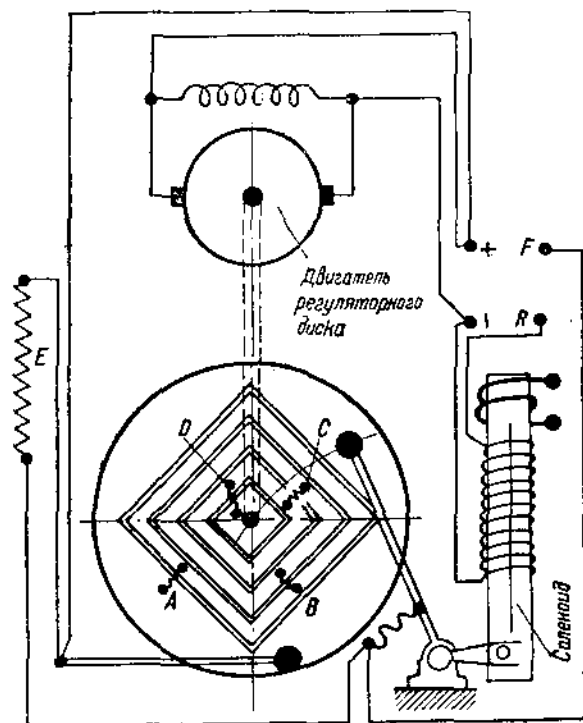 + F
Двигатель
регуляторного
диска
R
E
D
C
A
B
Соленоид